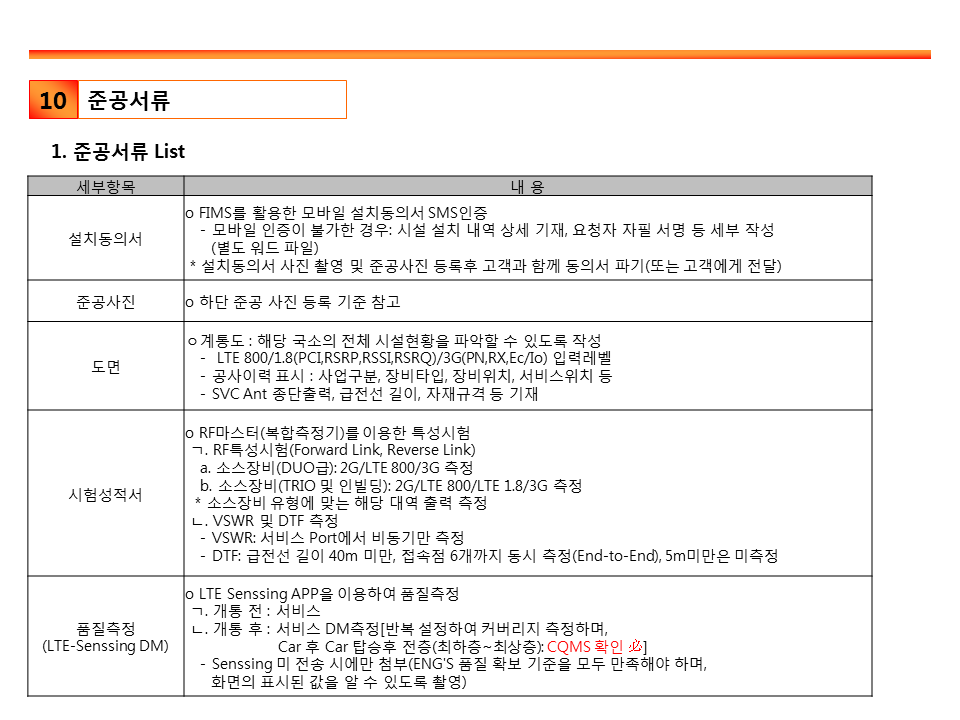 10 준공서류
1. 준공서류 List
세부항목
내 용
설치동의서
o FIMS를 활용한 모바일 설치동의서 SMS인증
- 모바일 인증이 불가한 경우: 시설 설치 내역 상세 기재, 요청자 자필 서명 등 세부 작성
(별도 워드 파일)
* 설치동의서 사진 촬영 및 준공사진 등록후 고객과 함께 동의서 파기(또는 고객에게 전달)
준공사진
o 하단 준공 사진 등록 기준 참고
도면
ㅇ계통도 : 해당 국소의 전체 시설현황을 파악할 수 있도록 작성
- LTE 800/1.8(PCI,RSRP,RSSI,RSRQ)/3G(PN,RX,Ec/Io) 입력레벨
- 공사이력 표시 : 사업구분, 장비타입, 장비위치, 서비스위치 등
- SVC Ant 종단출력, 급전선 길이, 자재규격 등 기재
시험성적서
o RF마스터(복합측정기)를 이용한 특성시험
ㄱ. RF특성시험(Forward Link, Reverse Link)
a. 소스장비(DUO급): 2G/LTE 800/3G 측정
b. 소스장비(TRIO 및 인빌딩): 2G/LTE 800/LTE 1.8/3G 측정
* 소스장비 유형에 맞는 해당 대역 출력 측정
ㄴ. VSWR 및 DTF 측정
- VSWR: 서비스 Port에서 비동기만 측정
- DTF: 급전선 길이 40m 미만, 접속점 6개까지 동시 측정(End-to-End), 5m미만은 미측정
품질측정
(LTE-Senssing DM)
o LTE Senssing APP을 이용하여 품질측정
ㄱ. 개통 전 : 서비스
ㄴ. 개통 후 : 서비스 DM측정[반복 설정하여 커버리지 측정하며,
Car 후 Car 탑승후 전층(최하층~최상층): CQMS 확인 必]
- Senssing 미 전송 시에만 첨부(ENG'S 품질 확보 기준을 모두 만족해야 하며,
화면의 표시된 값을 알 수 있도록 촬영)